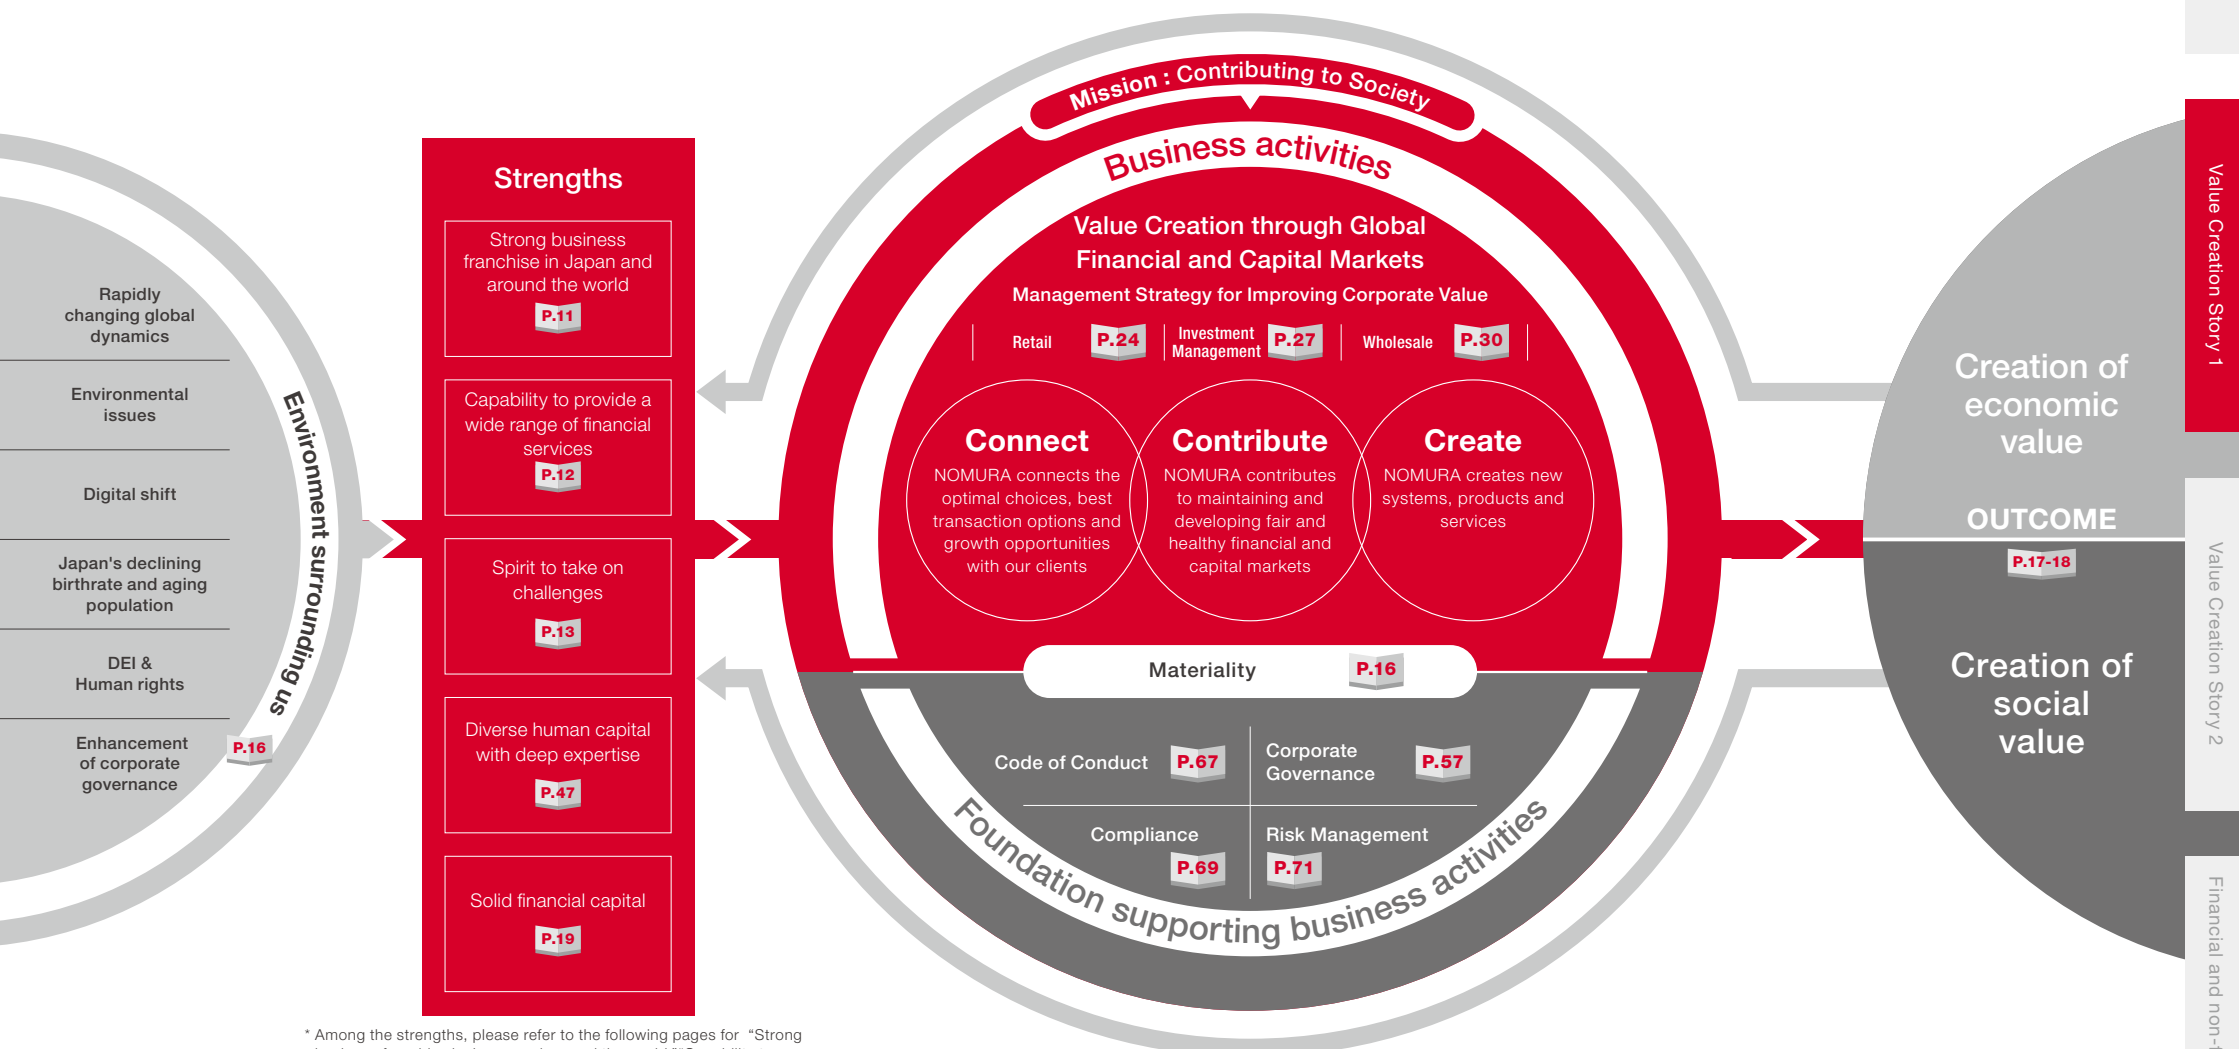 Rapidly
changing global
dynamics
Environmental
issues
Digital shift
Japan's declining
birthrate and aging
population
DEI &
Human rights
Enhancement
of corporate
governance
P.16
Environment surrounding us
Strengths
Strong business
franchise in Japan and
around the world
P.11
Capability to provide a
wide range of financial
services
P.12
Spirit to take on
challenges
P.13
Diverse human capital
with deep expertise
P.47
Solid financial capital
P.19
* Among the strengths, please refer to the following pages for “Strong
Mission : Contributing to Society
Business activities
Value Creation through Global
Financial and Capital Markets
Management Strategy for Improving Corporate Value
Retail P.24
Investment
Management P.27
Wholesale P.30
Connect
NOMURA connects the
optimal choices, best
transaction options and
growth opportunities
with our clients
Contribute
NOMURA contributes
to maintaining and
developing fair and
healthy financial and
capital markets
Create
NOMURA creates new
systems, products and
services
Materiality P.16
Code of Conduct P.67
Corporate
Governance P.57
Compliance
P.69
Risk Management
P.71
Foundation supporting business activities
Creation of
economic
value
OUTCOME
P.17-18
Creation of
social
value
Value Creation Story 1
Value Creation Story 2
Financial and non-